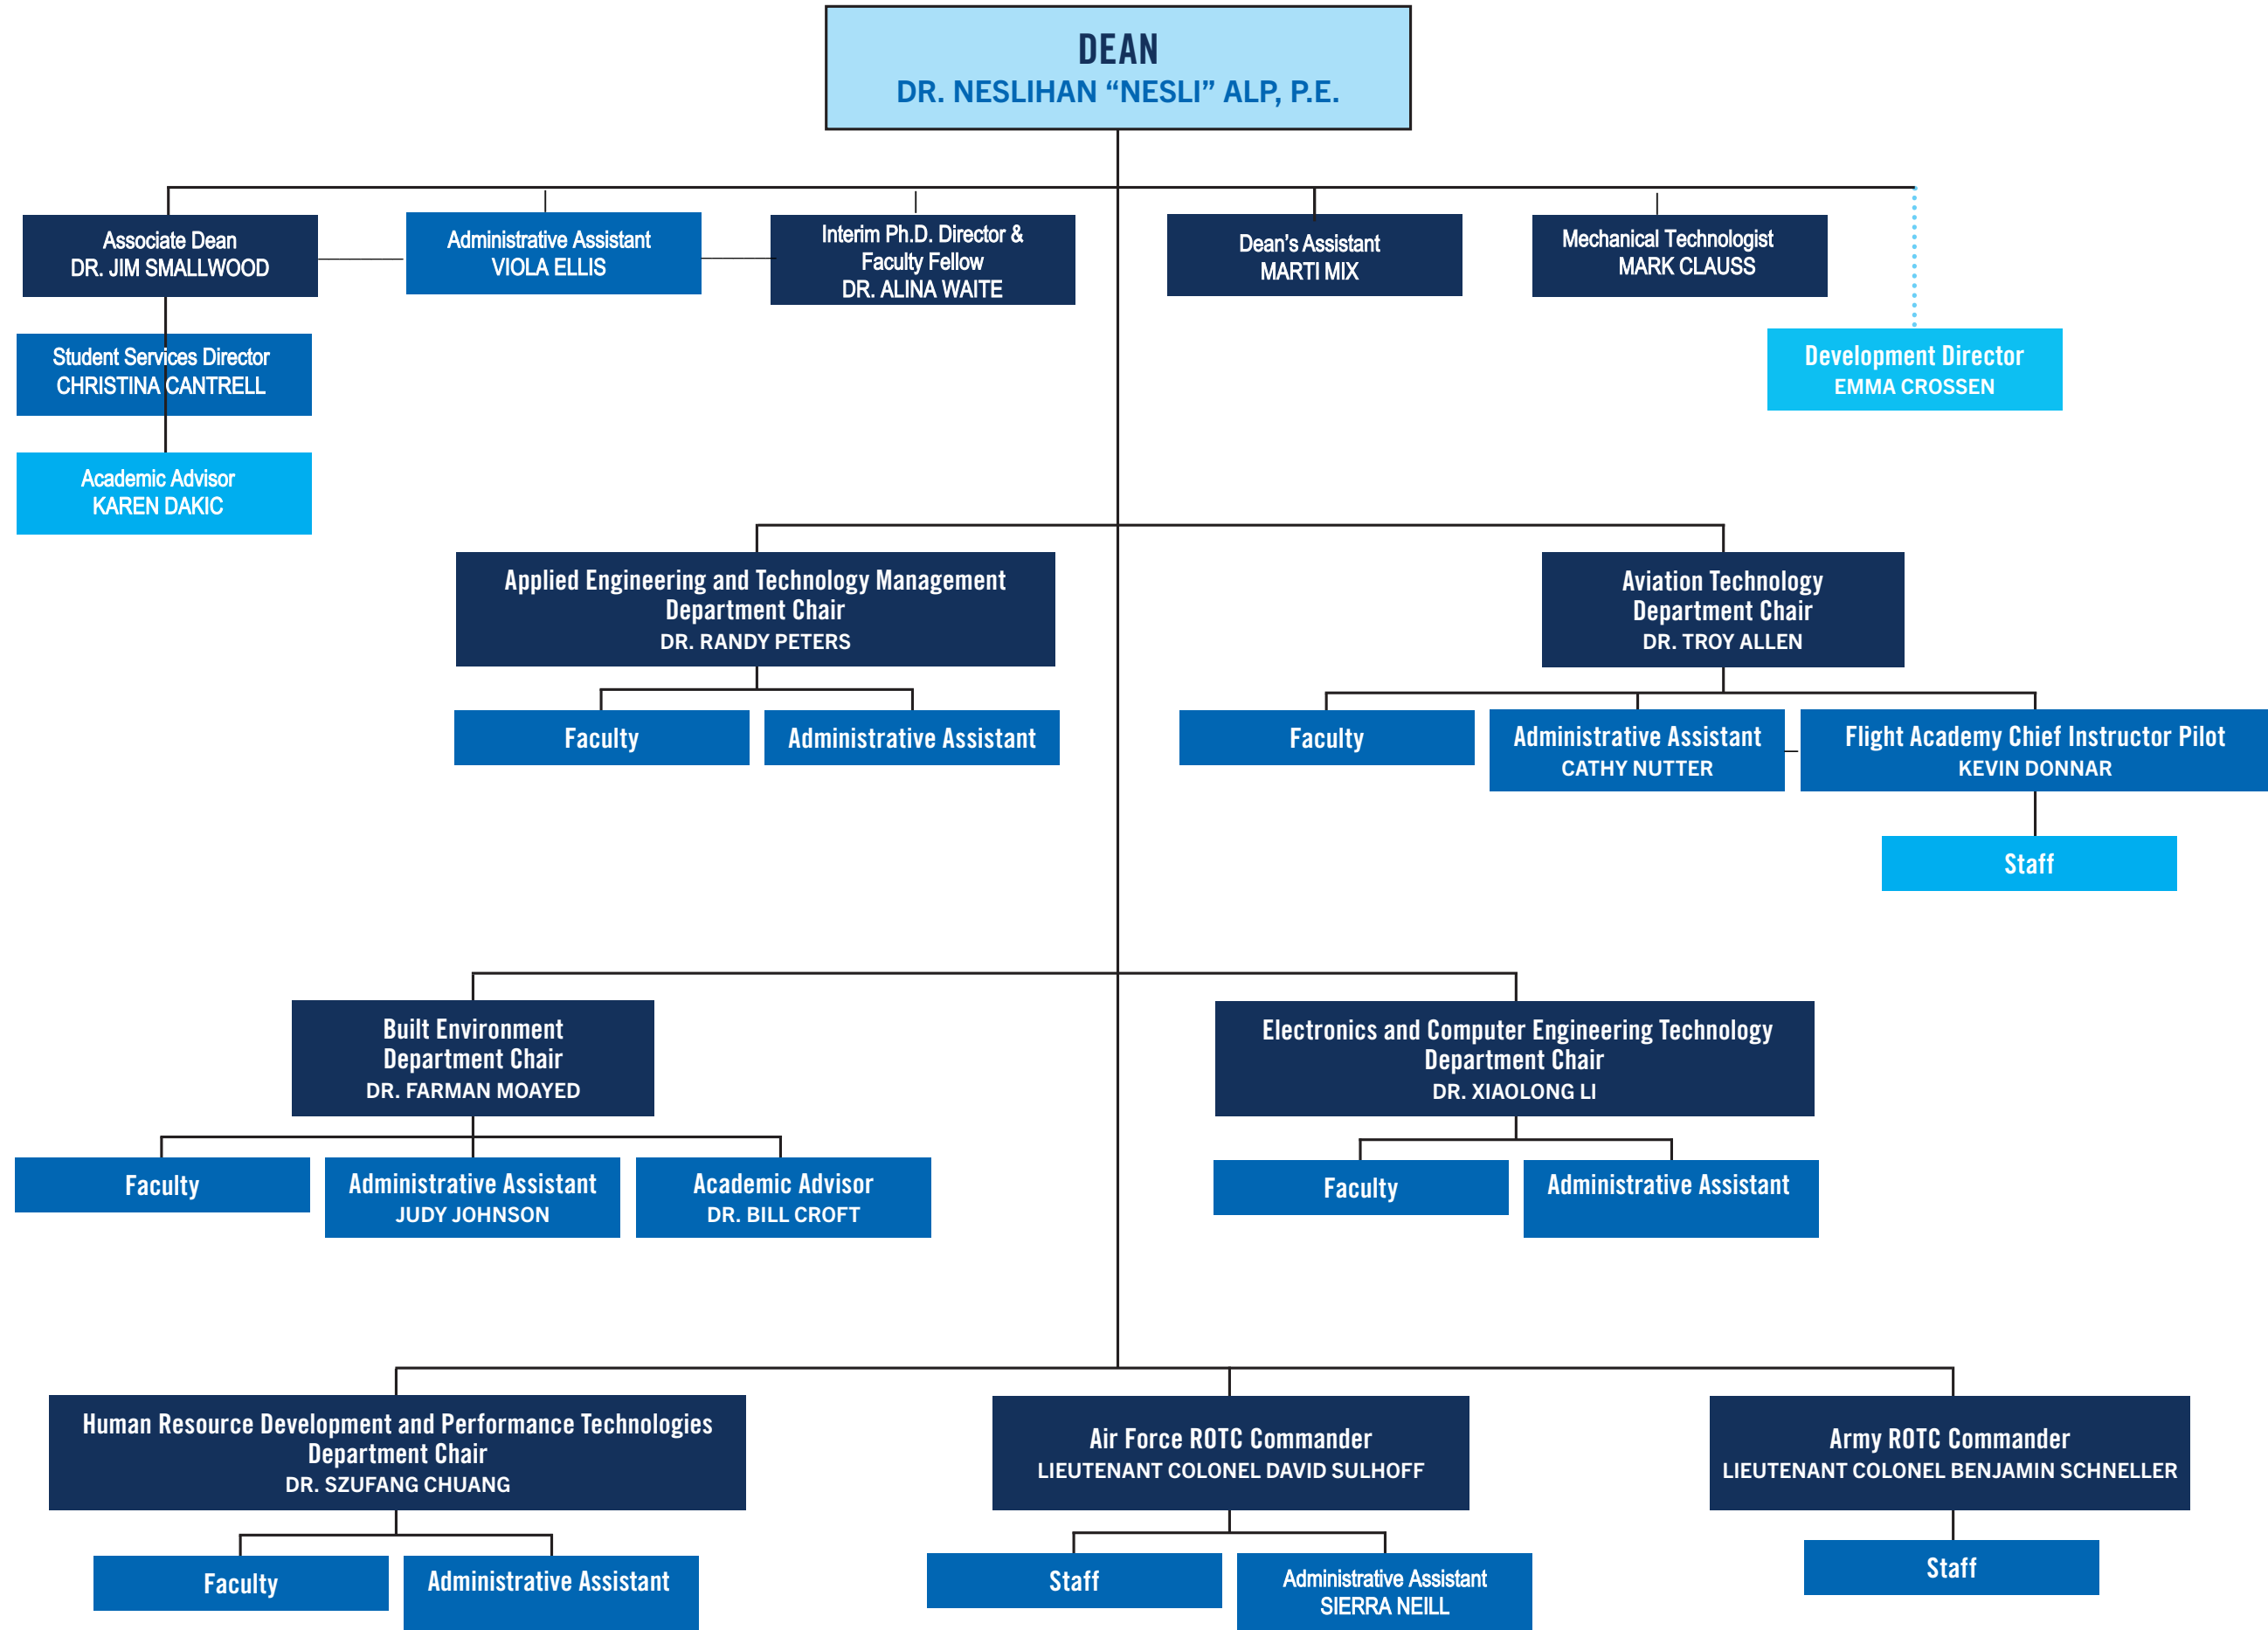 DEAN
DR. NESLIHAN “NESLI” ALP, P.E.
Associate Dean
DR. JIM SMALLWOOD
Administrative Assistant
VIOLA ELLIS
Interim Ph.D. Director &
Faculty Fellow
DR. ALINA WAITE
Dean’s Assistant
MARTI MIX
Mechanical Technologist
MARK CLAUSS
Student Services Director
CHRISTINA CANTRELL
Development Director
EMMA CROSSEN
Academic Advisor
KAREN DAKIC
Applied Engineering and Technology Management
Department Chair
DR. RANDY PETERS
Aviation Technology
Department Chair
DR. TROY ALLEN
Faculty
Administrative Assistant
Faculty
Administrative Assistant
CATHY NUTTER
Flight Academy Chief Instructor Pilot
KEVIN DONNAR
Staff
Built Environment
Department Chair
DR. FARMAN MOAYED
Electronics and Computer Engineering Technology
Department Chair
DR. XIAOLONG LI
Faculty
Administrative Assistant
JUDY JOHNSON
Academic Advisor
DR. BILL CROFT
Faculty
Administrative Assistant
Human Resource Development and Performance Technologies
Department Chair
DR. SZUFANG CHUANG
Air Force ROTC Commander
LIEUTENANT COLONEL DAVID SULHOFF
Army ROTC Commander
LIEUTENANT COLONEL BENJAMIN SCHNELLER
Faculty
Administrative Assistant
Staff
Administrative Assistant
SIERRA NEILL
Staff